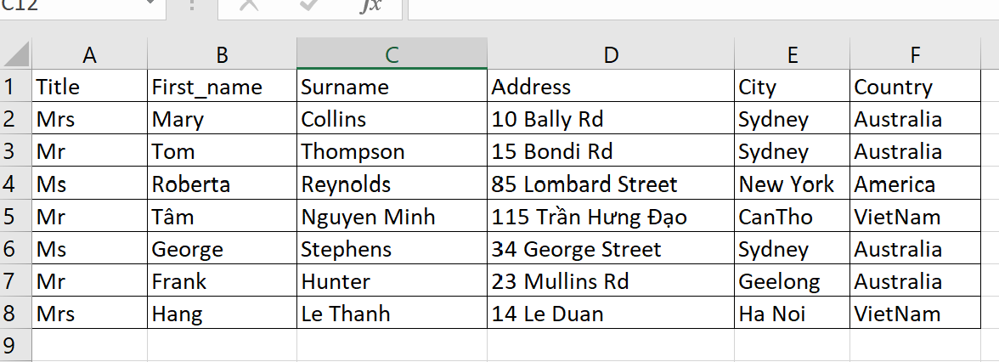 C12 fx
A B C D E F
1 Title First_name Surname Address City Country
2 Mrs Mary Collins 10 Bally Rd Sydney Australia
3 Mr Tom Thompson 15 Bondi Rd Sydney Australia
4 Ms Roberta Reynolds 85 Lombard Street New York America
5 Mr Tâm Nguyen Minh 115 Trần Hưng Đạo CanTho VietNam
6 Ms George Stephens 34 George Street Sydney Australia
7 Mr Frank Hunter 23 Mullins Rd Geelong Australia
8 Mrs Hang Le Thanh 14 Le Duan Ha Noi VietNam
9